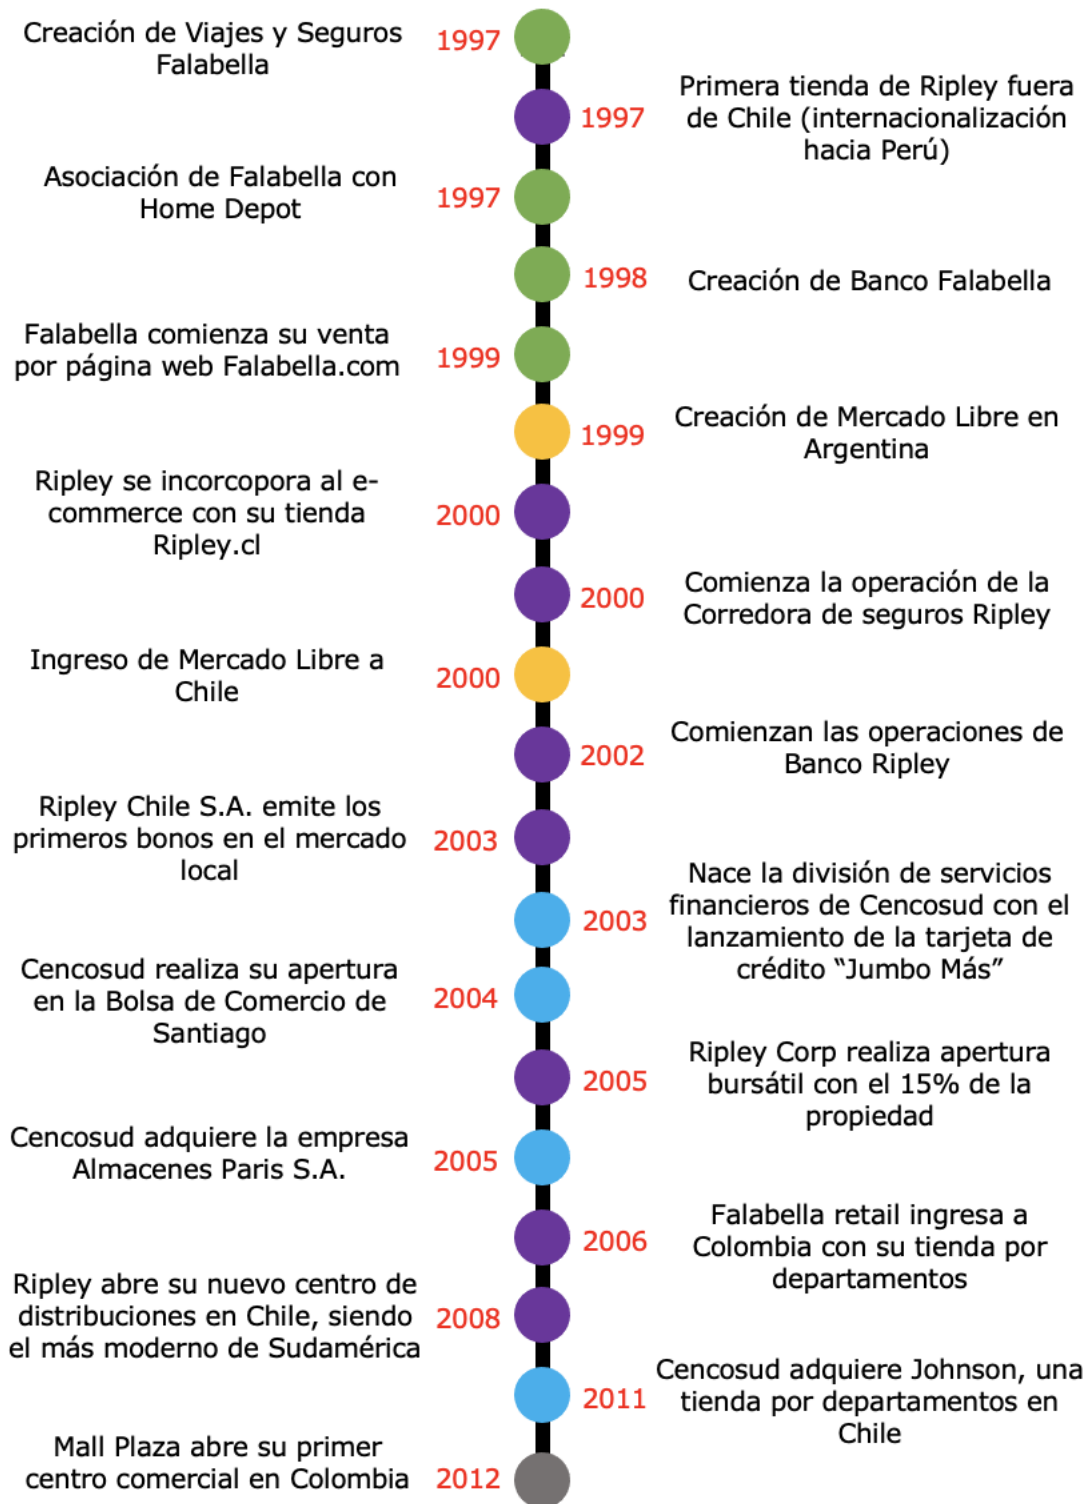 Creación de Viajes y Seguros
Falabella
1997
1997
Primera tienda de Ripley fuera
de Chile (internacionalización
hacia Perú)
Asociación de Falabella con
Home Depot
1997
1998
Creación de Banco Falabella
Falabella comienza su venta
por página web Falabella.com
1999
1999
Creación de Mercado Libre en
Argentina
Ripley se incorcopora al e-
commerce con su tienda
Ripley.cl
2000
2000
Comienza la operación de la
Corredora de seguros Ripley
Ingreso de Mercado Libre a
Chile
2000
2002
Comienzan las operaciones de
Banco Ripley
Ripley Chile S.A. emite los
primeros bonos en el mercado
local
2003
2003
Nace la división de servicios
financieros de Cencosud con el
lanzamiento de la tarjeta de
crédito “Jumbo Más”
Cencosud realiza su apertura
en la Bolsa de Comercio de
Santiago
2004
2005
Ripley Corp realiza apertura
bursátil con el 15% de la
propiedad
Cencosud adquiere la empresa
Almacenes Paris S.A.
2005
2006
Falabella retail ingresa a
Colombia con su tienda por
departamentos
Ripley abre su nuevo centro de
distribuciones en Chile, siendo
el más moderno de Sudamérica
2008
2011
Cencosud adquiere Johnson, una
tienda por departamentos en
Chile
Mall Plaza abre su primer
centro comercial en Colombia
2012